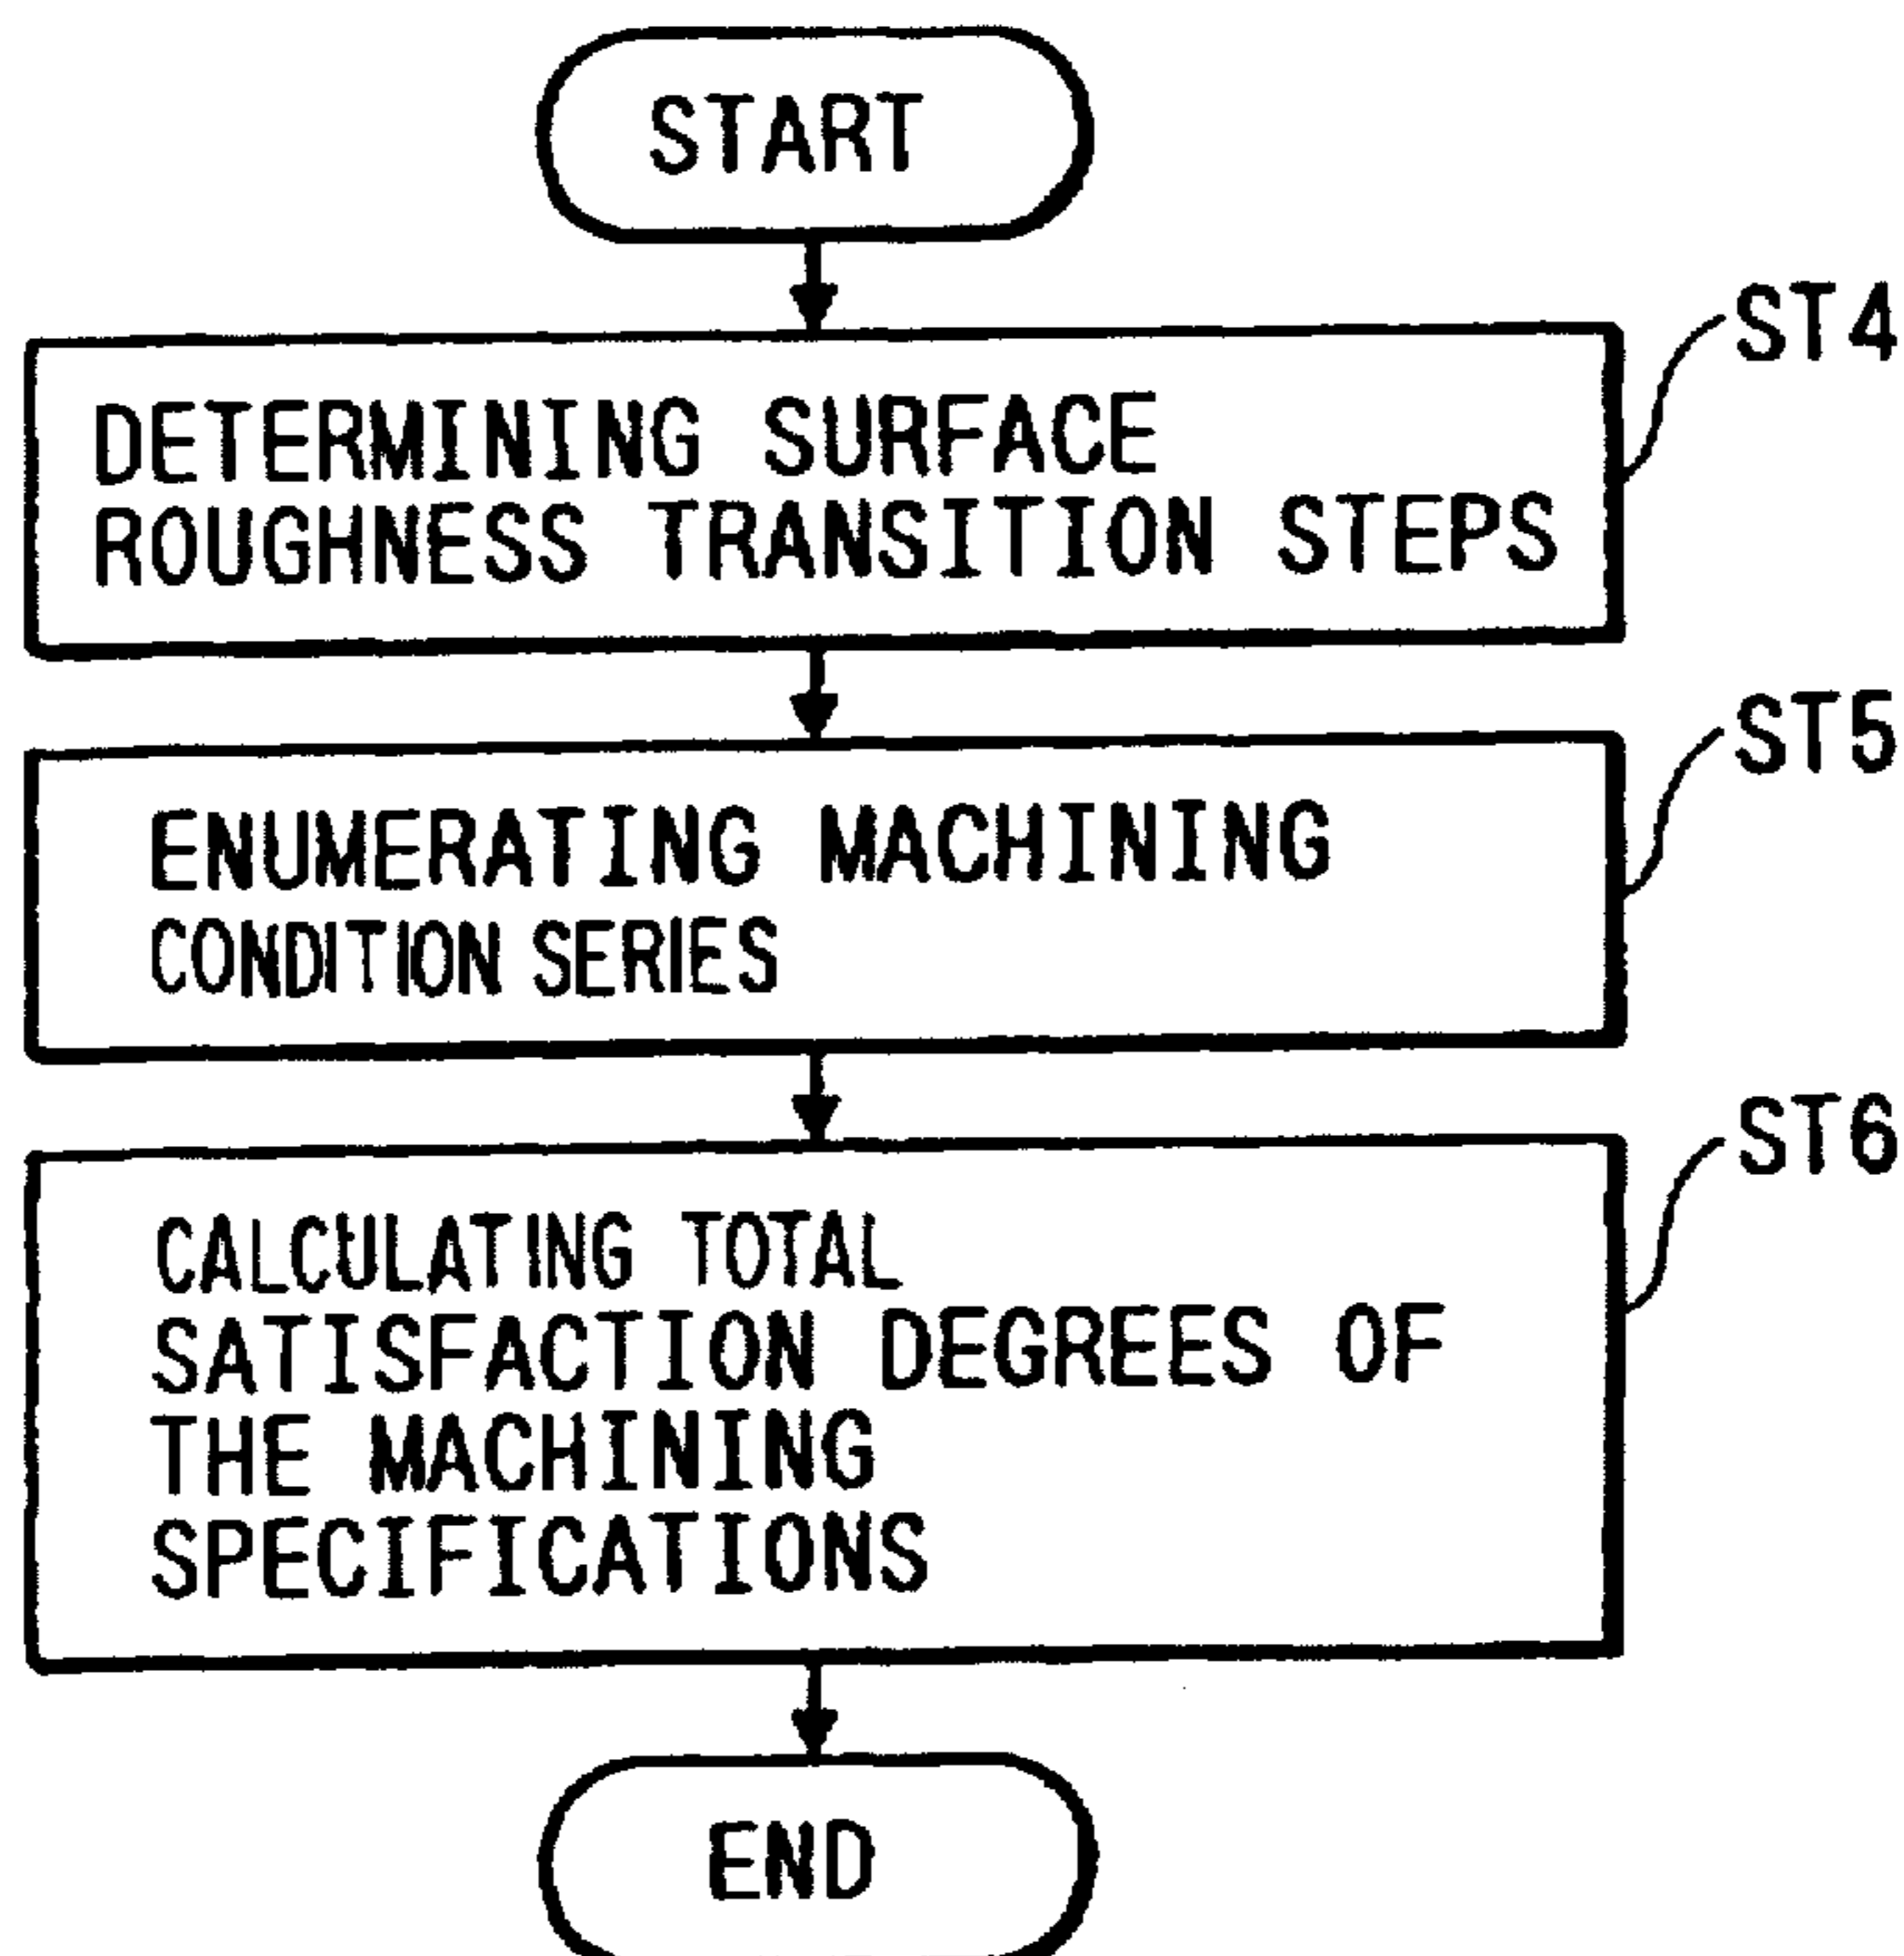 START
ST4
DETERMINING SURFACE
ROUGHNESS TRANSITION STEPS
ST5
ENUMERATING MACHINING
CONDITION SERIES
ST6
CALCULATING TOTAL
SATISFACTION DEGREES OF
THE MACHINING
SPECIFICATIONS
END